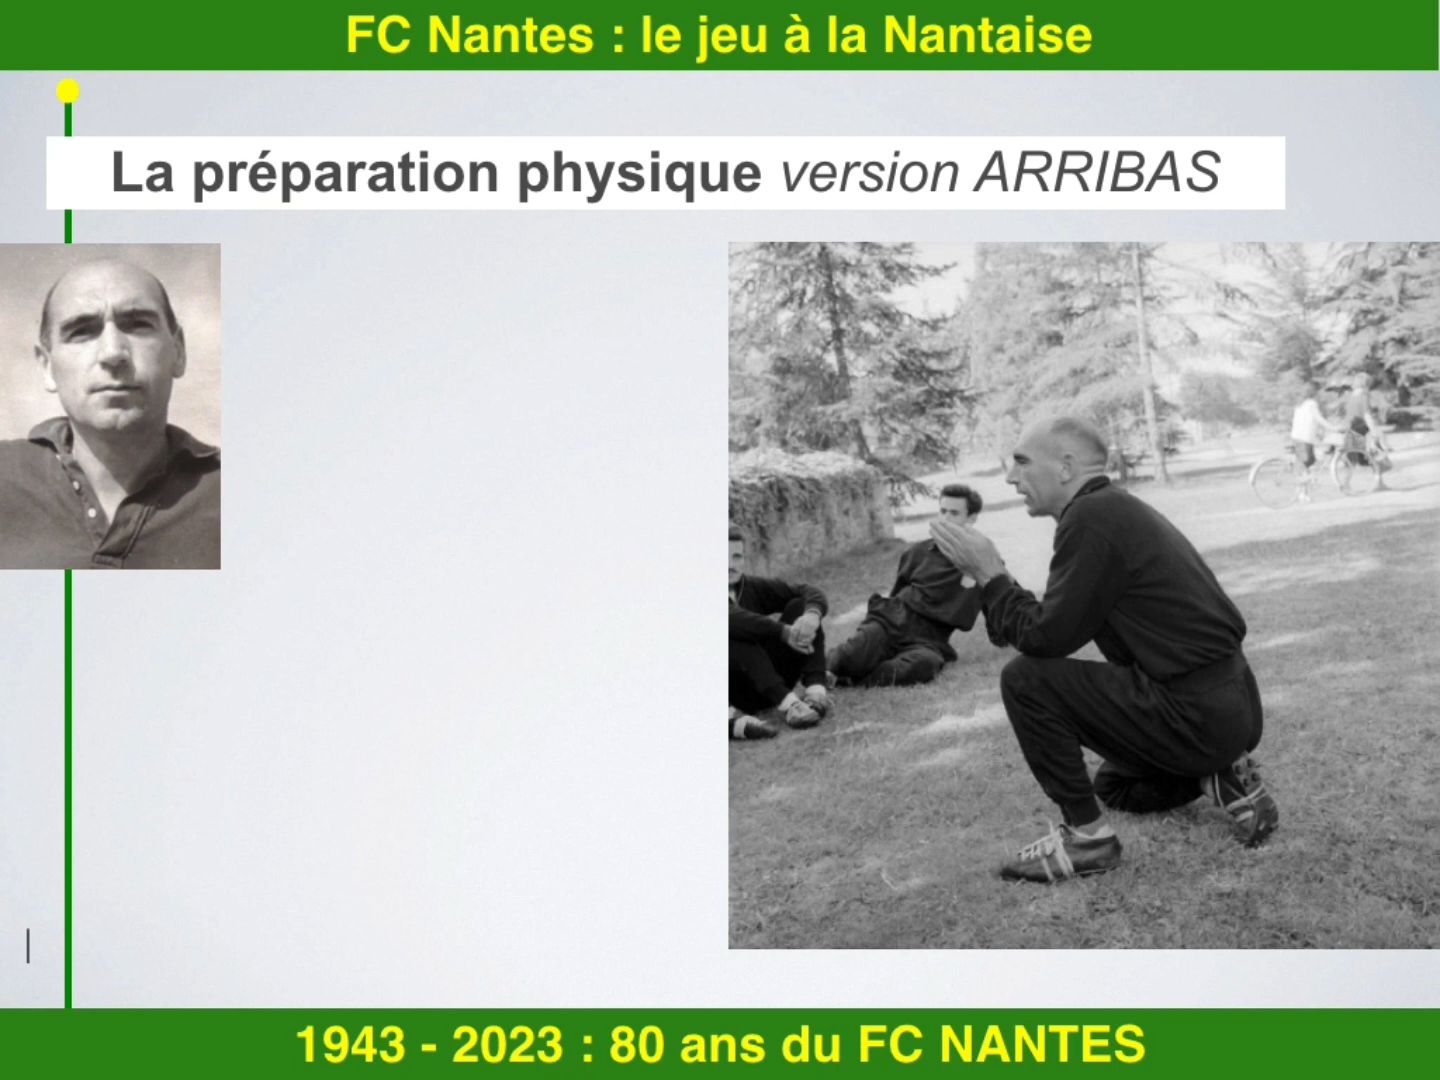 FC Nantes : le jeu à la Nantaise
La préparation physique version ARRIBAS
1943 - 2023 : 80 ans du FC NANTES